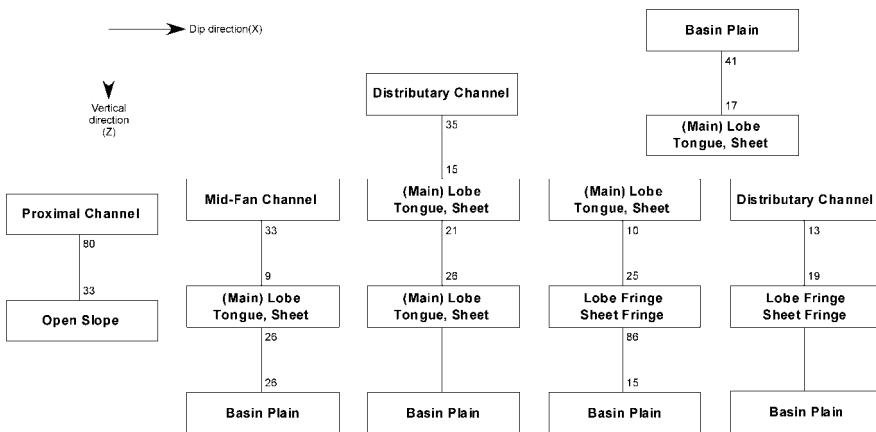 Dip direction(X)
Vertical
direction
(Z)
Basin Plain
41
17
(Main) Lobe
Tongue, Sheet
Distributary Channel
35
15
Proximal Channel
80
33
Open Slope
Mid-Fan Channel
33
9
(Main) Lobe
Tongue, Sheet
26
26
Basin Plain
(Main) Lobe
Tongue, Sheet
21
26
(Main) Lobe
Tongue, Sheet
Basin Plain
(Main) Lobe
Tongue, Sheet
10
25
Lobe Fringe
Sheet Fringe
86
15
Basin Plain
Distributary Channel
13
19
Lobe Fringe
Sheet Fringe
Basin Plain